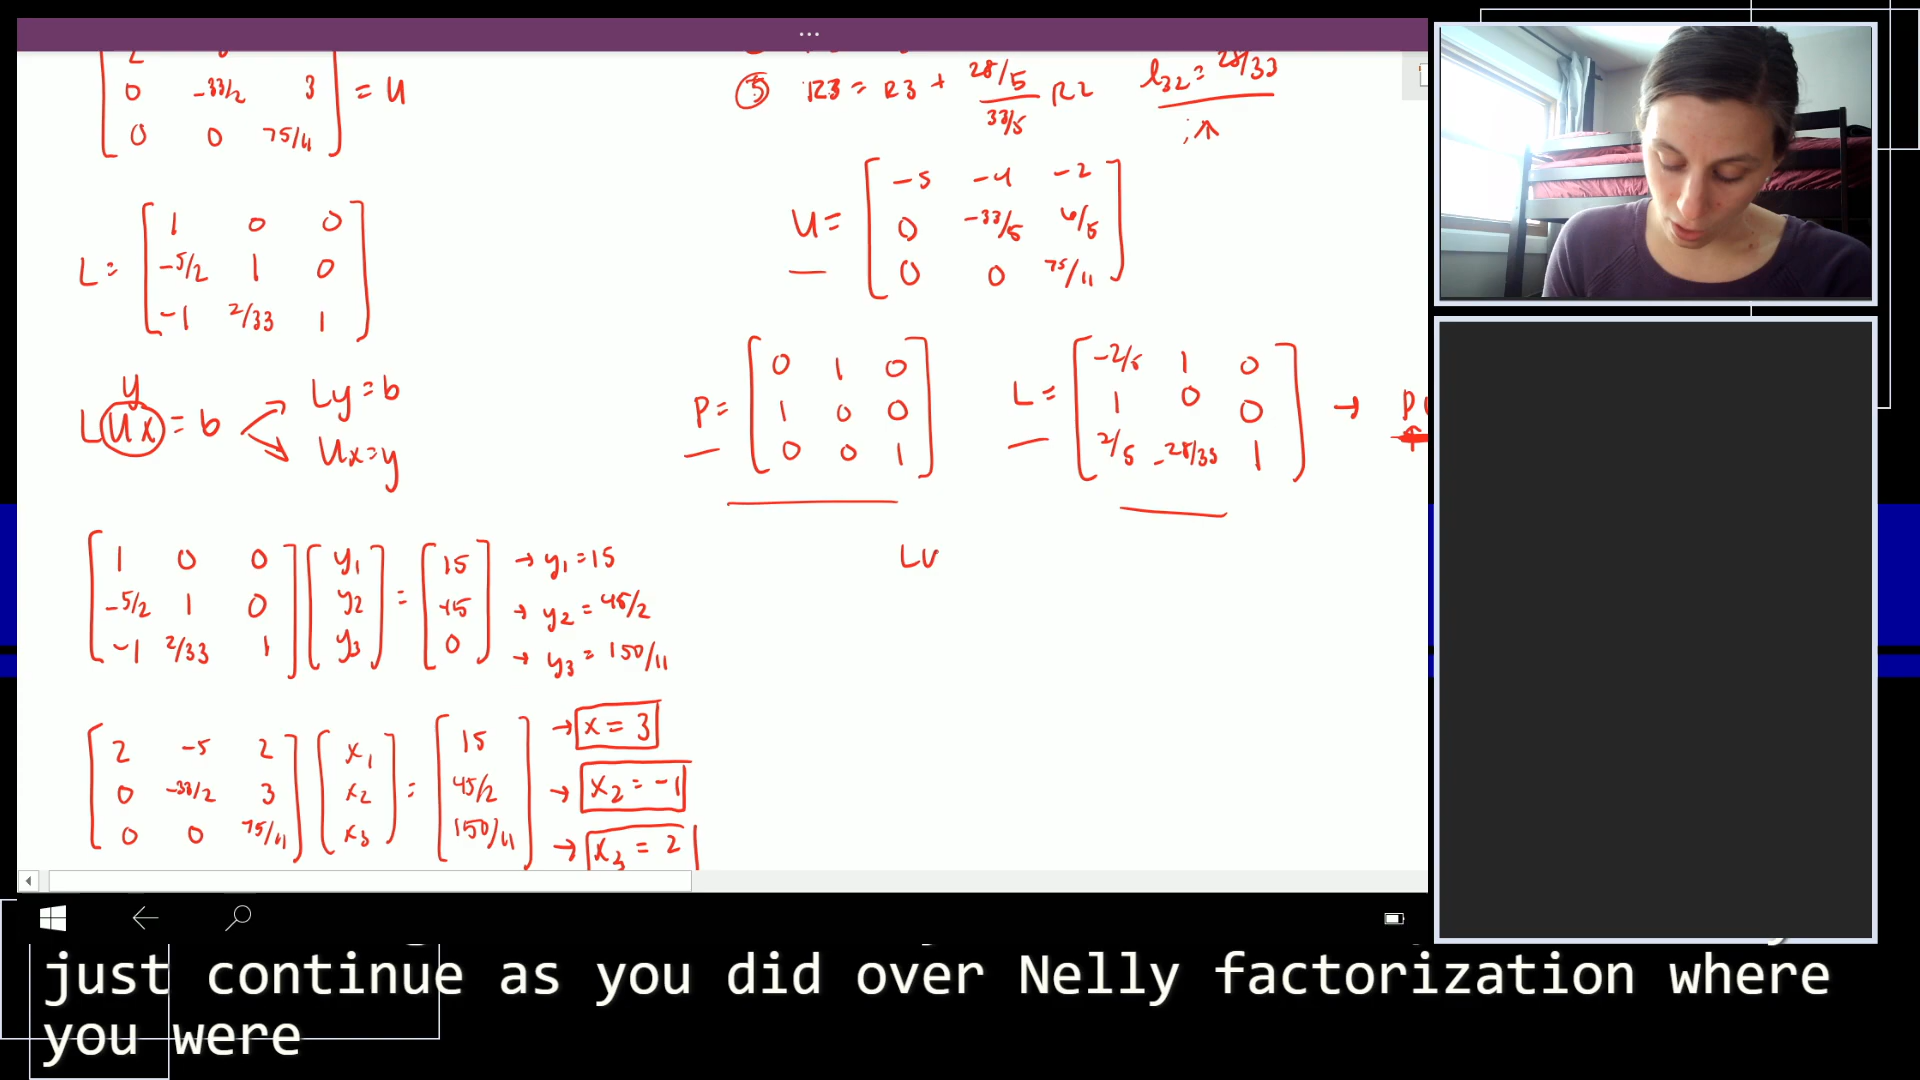 ...
2
0 -33/2 3 = U
0 0 75/11
L = 1 0 0
-5/2 1 0
-1 2/33 1
y
LUx = b
Ly = b
Ux = y
1 0 0 y1 = 15 → y1 = 15
-5/2 1 0 y2 45 → y2 = 45/2
-1 2/33 1 y3 0 → y3 = 150/11
2 -5 2 x1 = 15 → x = 3
0 -33/2 3 x2 45/2 → x2 = -1
0 0 75/11 x3 150/11 → x3 = 2
③ R3 = R3 + 28/5 / 33/5 R2 l32 = 28/33
U = -5 -4 -2
0 -33/5 6/5
0 0 75/11
P = 0 1 0
1 0 0
0 0 1
L = -2/5 1 0
1 0 0
2/5 -28/33 1
→ P
LU
just continue as you did over Nelly factorization where
you were